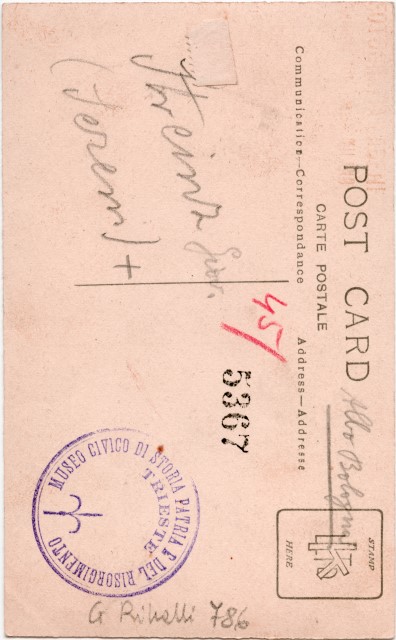 POST CARD
CARTE POSTALE
Communication—Correspondance
Address—Adresse
STAMP
HERE
45/
5367
Gior.
+
MUSEO CIVICO DI STORIA PATRIA E DEL RISORGIMENTO
TRIESTE
G
786